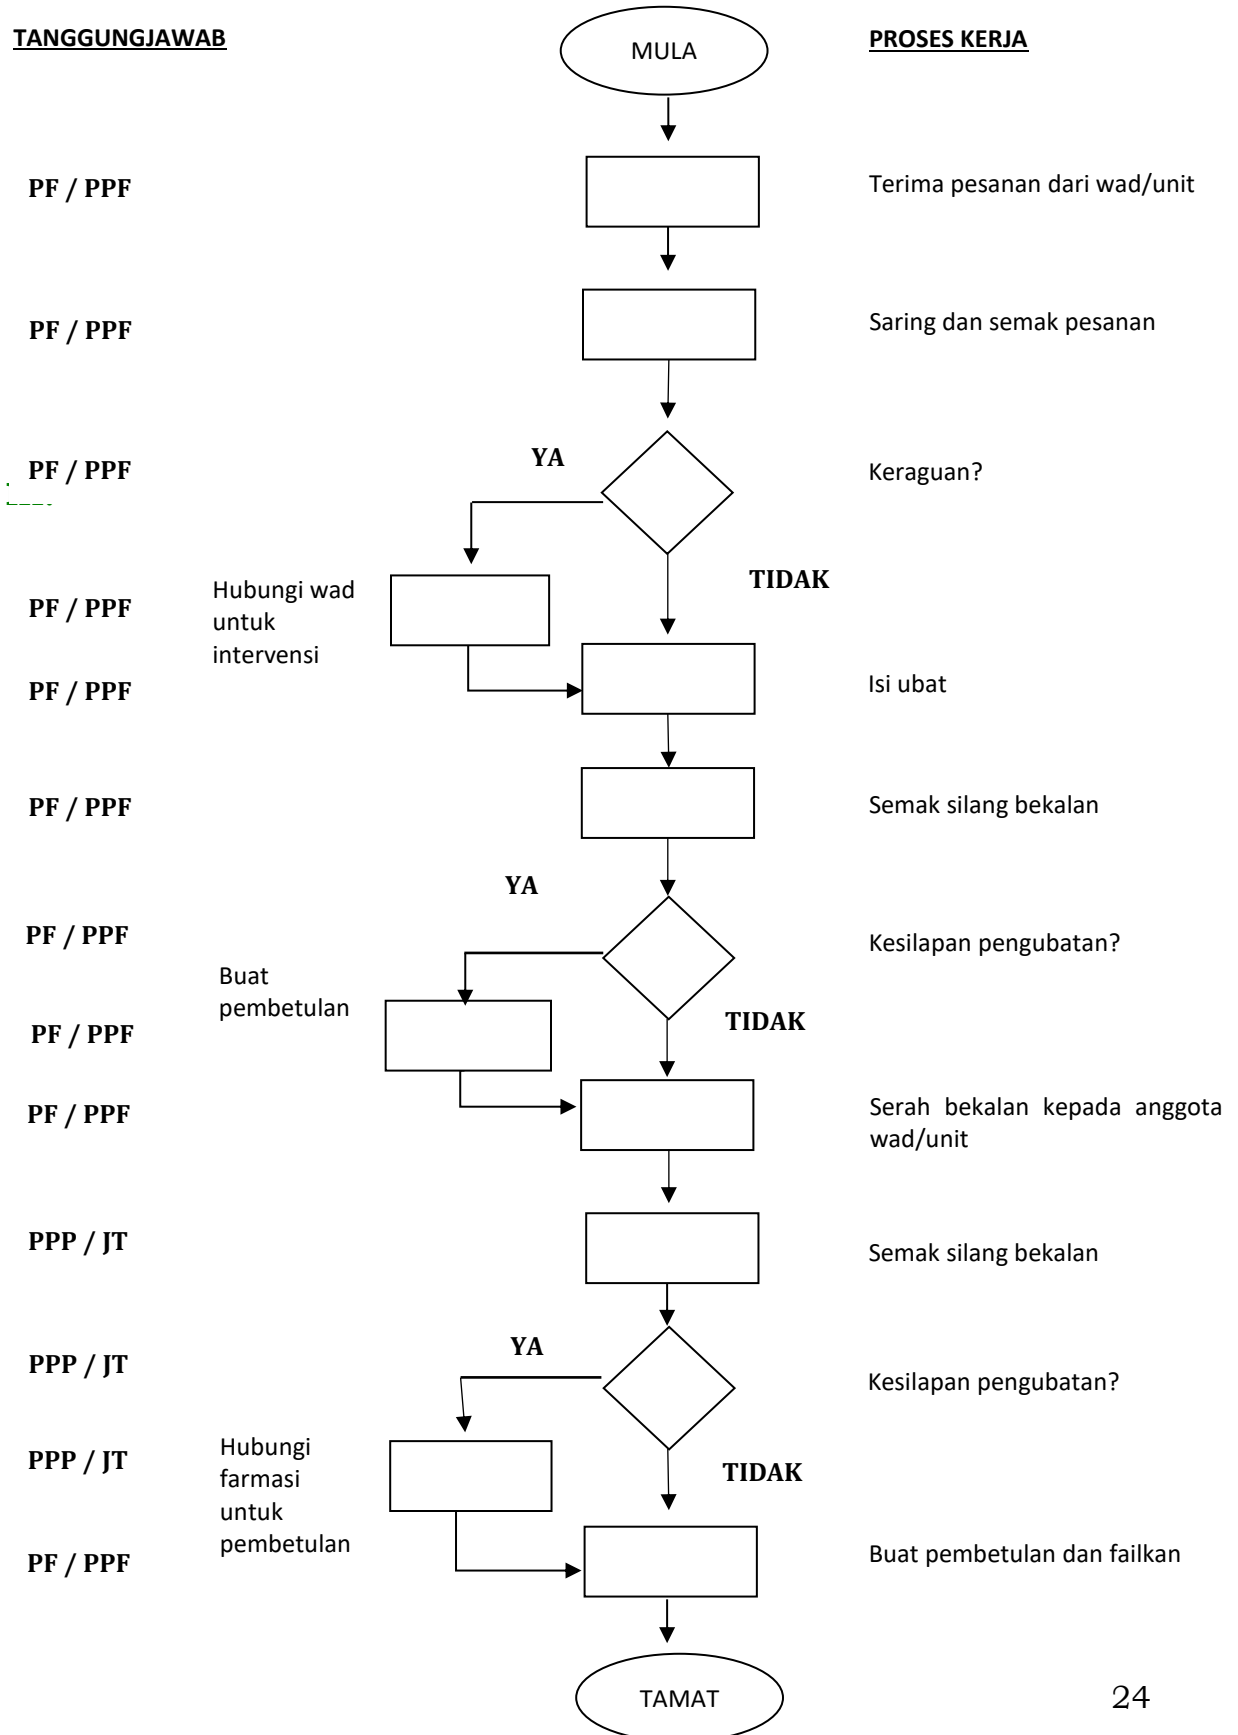 TANGGUNGJAWAB
MULA
PROSES KERJA
PF / PPF
Terima pesanan dari wad/unit
PF / PPF
Saring dan semak pesanan
PF / PPF
YA
Keraguan?
TIDAK
PF / PPF
Hubungi wad
untuk
intervensi
PF / PPF
Isi ubat
PF / PPF
Semak silang bekalan
YA
PF / PPF
Kesilapan pengubatan?
Buat
pembetulan
TIDAK
PF / PPF
PF / PPF
Serah bekalan kepada anggota
wad/unit
PPP / JT
Semak silang bekalan
YA
PPP / JT
Kesilapan pengubatan?
PPP / JT
Hubungi
farmasi
untuk
pembetulan
TIDAK
PF / PPF
Buat pembetulan dan failkan
TAMAT
24